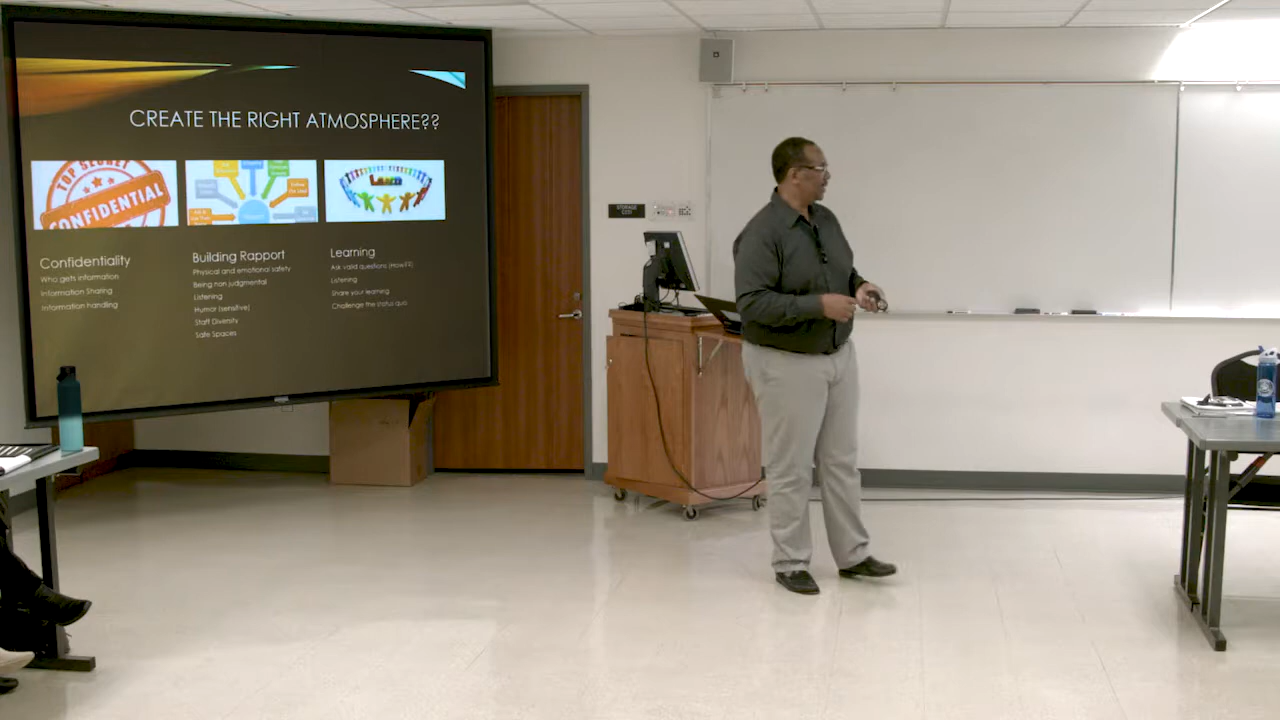 CREATE THE RIGHT ATMOSPHERE??
TOP SECRET
CONFIDENTIAL
Learn
Confidentiality
Who gets information
Information Sharing
Information handling
Building Rapport
Physical and emotional safety
Being non judgmental
Listening
Humor (sensitive)
Staff Diversity
Safe Spaces
Learning
Ask valid questions
Listening
Share your learning
Challenge the status quo
STORAGE